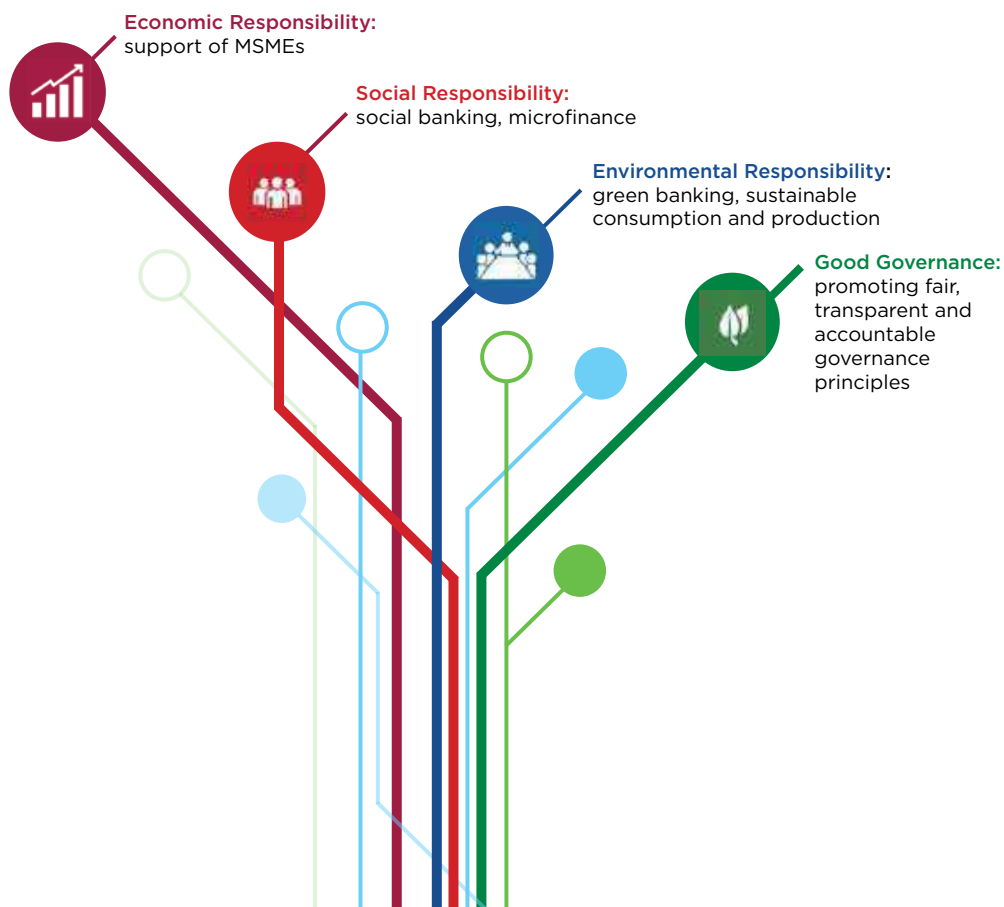 Economic Responsibility:
support of MSMEs
Social Responsibility:
social banking, microfinance
Environmental Responsibility:
green banking, sustainable
consumption and production
Good Governance:
promoting fair,
transparent and
accountable
governance
principles